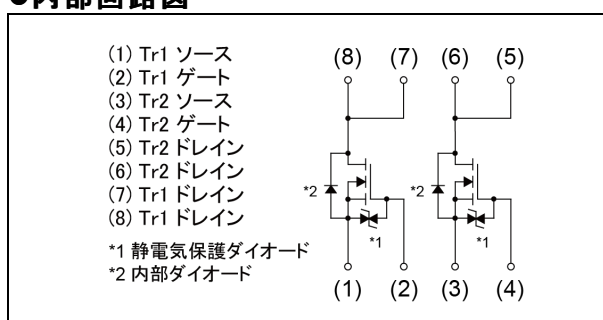 ●内部回路図
(1) Tr1 ソース
(2) Tr1 ゲート
(3) Tr2 ソース
(4) Tr2 ゲート
(5) Tr2 ドレイン
(6) Tr2 ドレイン
(7) Tr1 ドレイン
(8) Tr1 ドレイン
*1 静電気保護ダイオード
*2 内部ダイオード
(8) (7) (6) (5)
*2 *2
*1 *1
(1) (2) (3) (4)